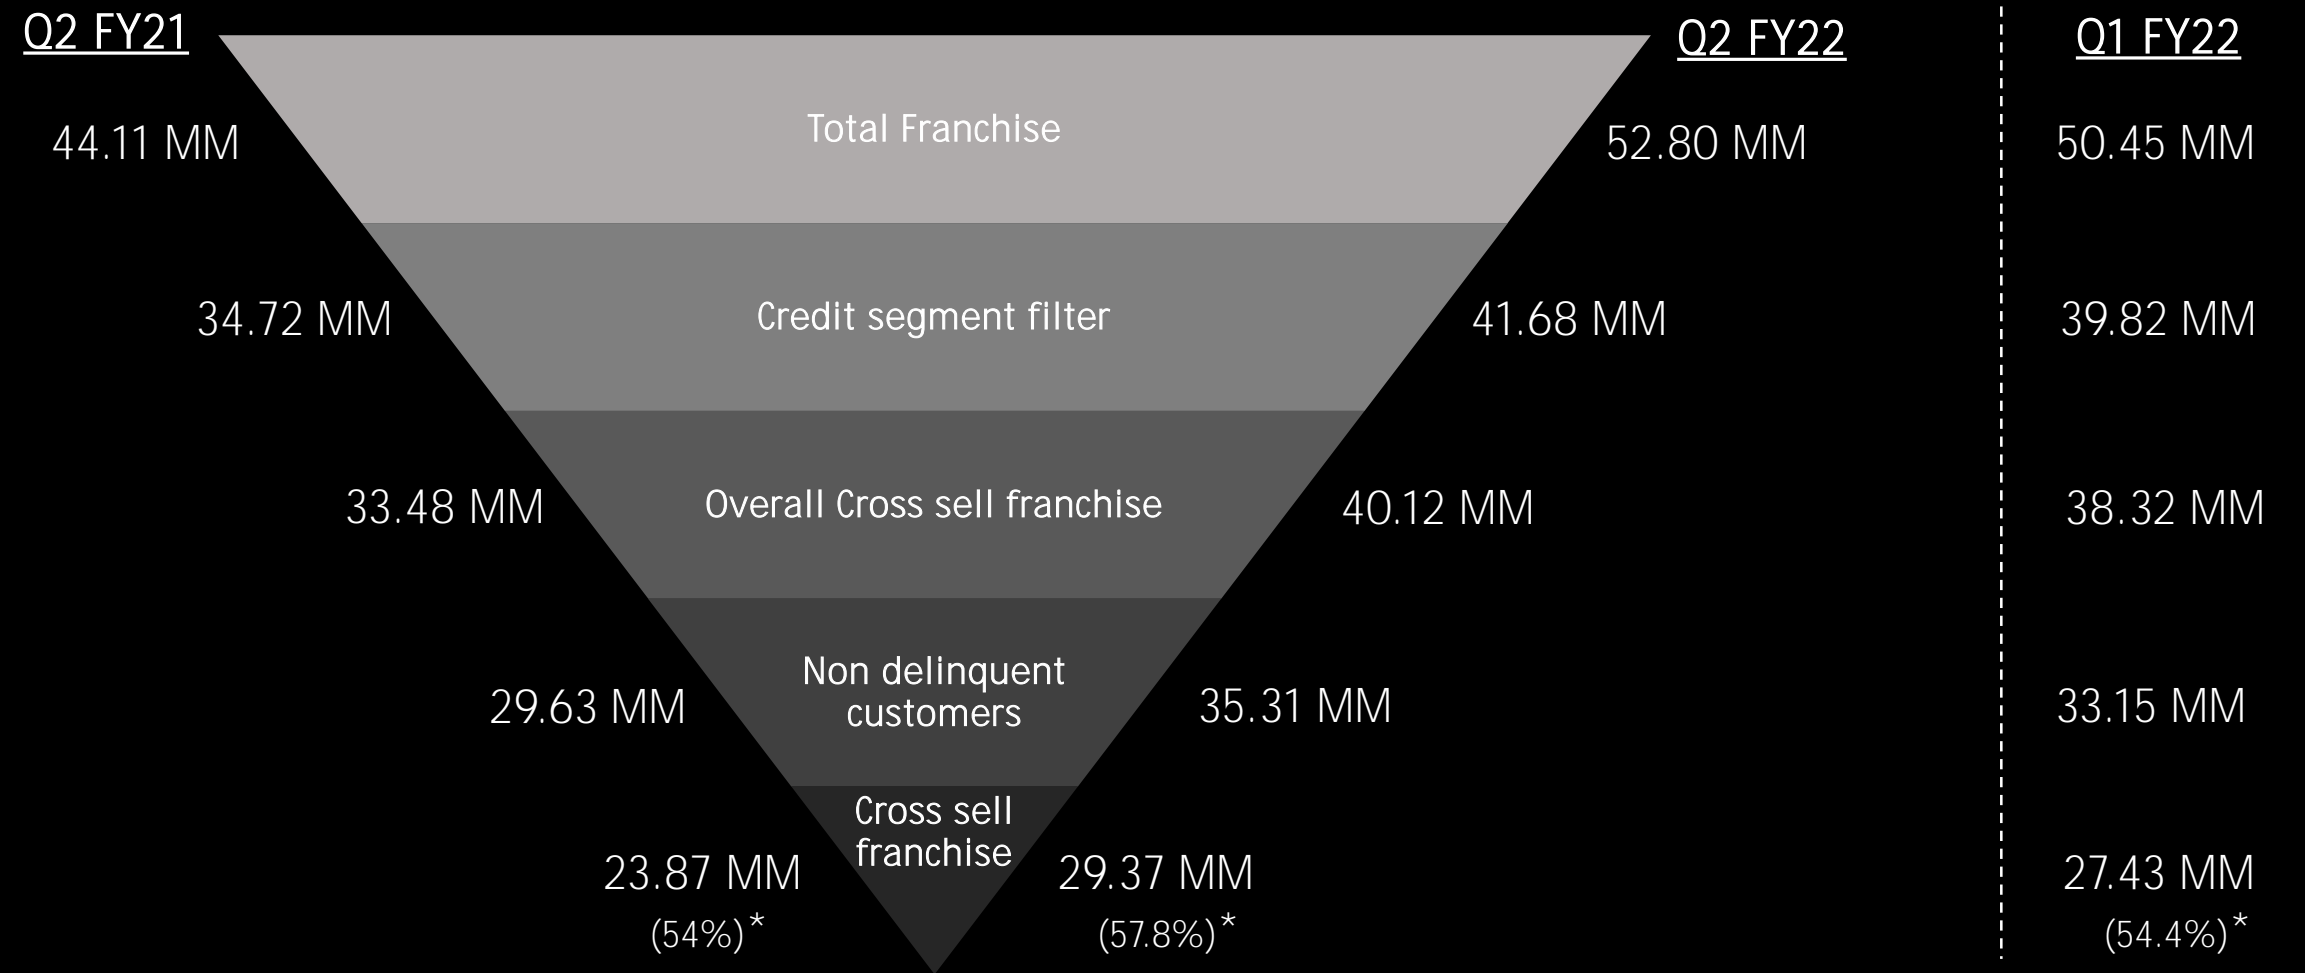 Q2 FY21
Q2 FY22
Q1 FY22
44.11 MM
Total Franchise
52.80 MM
50.45 MM
34.72 MM
Credit segment filter
41.68 MM
39.82 MM
33.48 MM
Overall Cross sell franchise
40.12 MM
38.32 MM
29.63 MM
Non delinquent
customers
35.31 MM
33.15 MM
Cross sell
franchise
23.87 MM
(54%)*
29.37 MM
(57.8%)*
27.43 MM
(54.4%)*